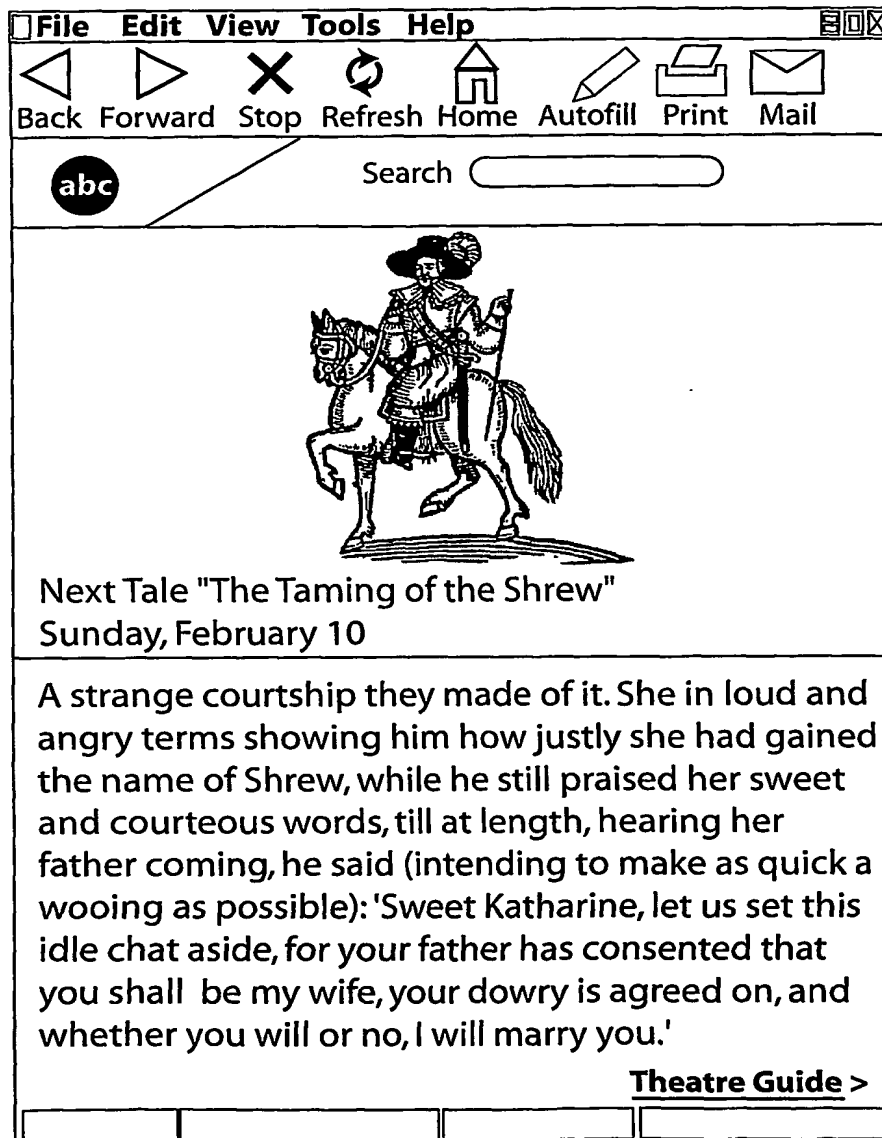 File Edit View Tools Help
Back Forward Stop Refresh Home Autofill Print Mail
abc
Search
Next Tale "The Taming of the Shrew"
Sunday, February 10
A strange courtship they made of it. She in loud and
angry terms showing him how justly she had gained
the name of Shrew, while he still praised her sweet
and courteous words, till at length, hearing her
father coming, he said (intending to make as quick a
wooing as possible): 'Sweet Katharine, let us set this
idle chat aside, for your father has consented that
you shall be my wife, your dowry is agreed on, and
whether you will or no, I will marry you.'
Theatre Guide >